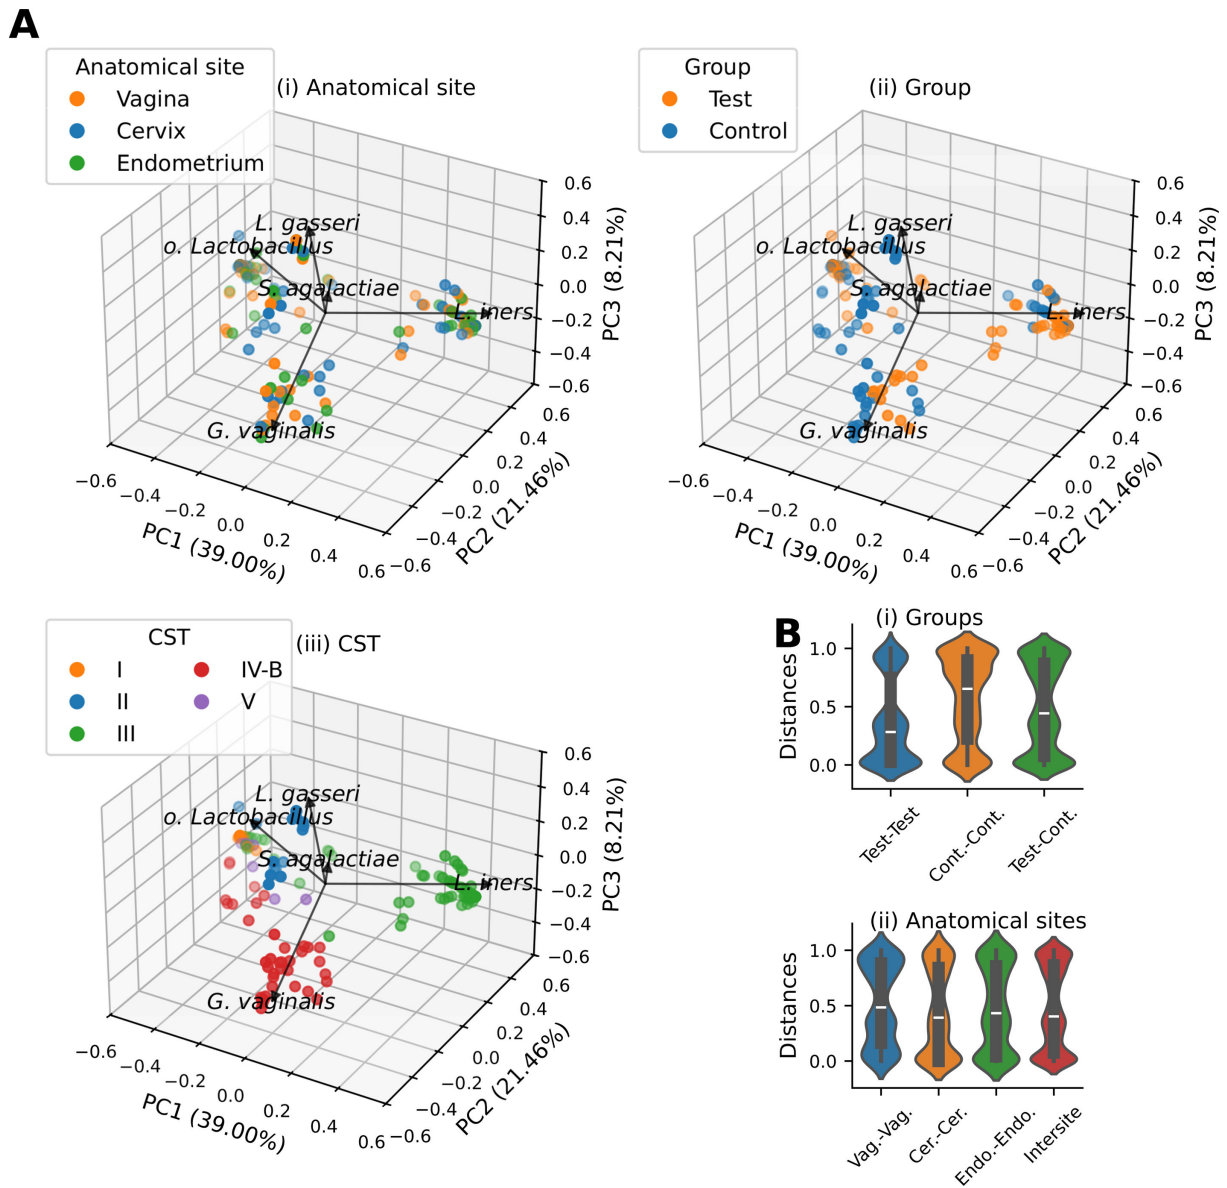 A
Anatomical site
Vagina
Cervix
Endometrium
(i) Anatomical site
L. gasseri
o. Lactobacillus
S. agalactiae
L. iners
G. vaginalis
0.6
0.4
0.2
0.0
−0.2
−0.4
−0.6
PC3 (8.21%)
0.6
0.4
0.2
0.0
−0.2
−0.4
−0.6
PC2 (21.46%)
−0.6
−0.4
−0.2
0.0
0.2
0.4
0.6
PC1 (39.00%)
Group
Test
Control
(ii) Group
L. gasseri
o. Lactobacillus
S. agalactiae
L. iners
G. vaginalis
0.6
0.4
0.2
0.0
−0.2
−0.4
−0.6
PC3 (8.21%)
0.6
0.4
0.2
0.0
−0.2
−0.4
−0.6
PC2 (21.46%)
−0.6
−0.4
−0.2
0.0
0.2
0.4
0.6
PC1 (39.00%)
CST
I
II
III
IV-B
V
(iii) CST
L. gasseri
o. Lactobacillus
S. agalactiae
L. iners
G. vaginalis
0.6
0.4
0.2
0.0
−0.2
−0.4
−0.6
PC3 (8.21%)
0.6
0.4
0.2
0.0
−0.2
−0.4
−0.6
PC2 (21.46%)
−0.6
−0.4
−0.2
0.0
0.2
0.4
0.6
PC1 (39.00%)
B
(i) Groups
1.0
0.5
0.0
Distances
Test-Test
Cont.-Cont.
Test-Cont.
(ii) Anatomical sites
1.0
0.5
0.0
Distances
Vag.-Vag.
Cer.-Cer.
Endo.-Endo.
Intersite